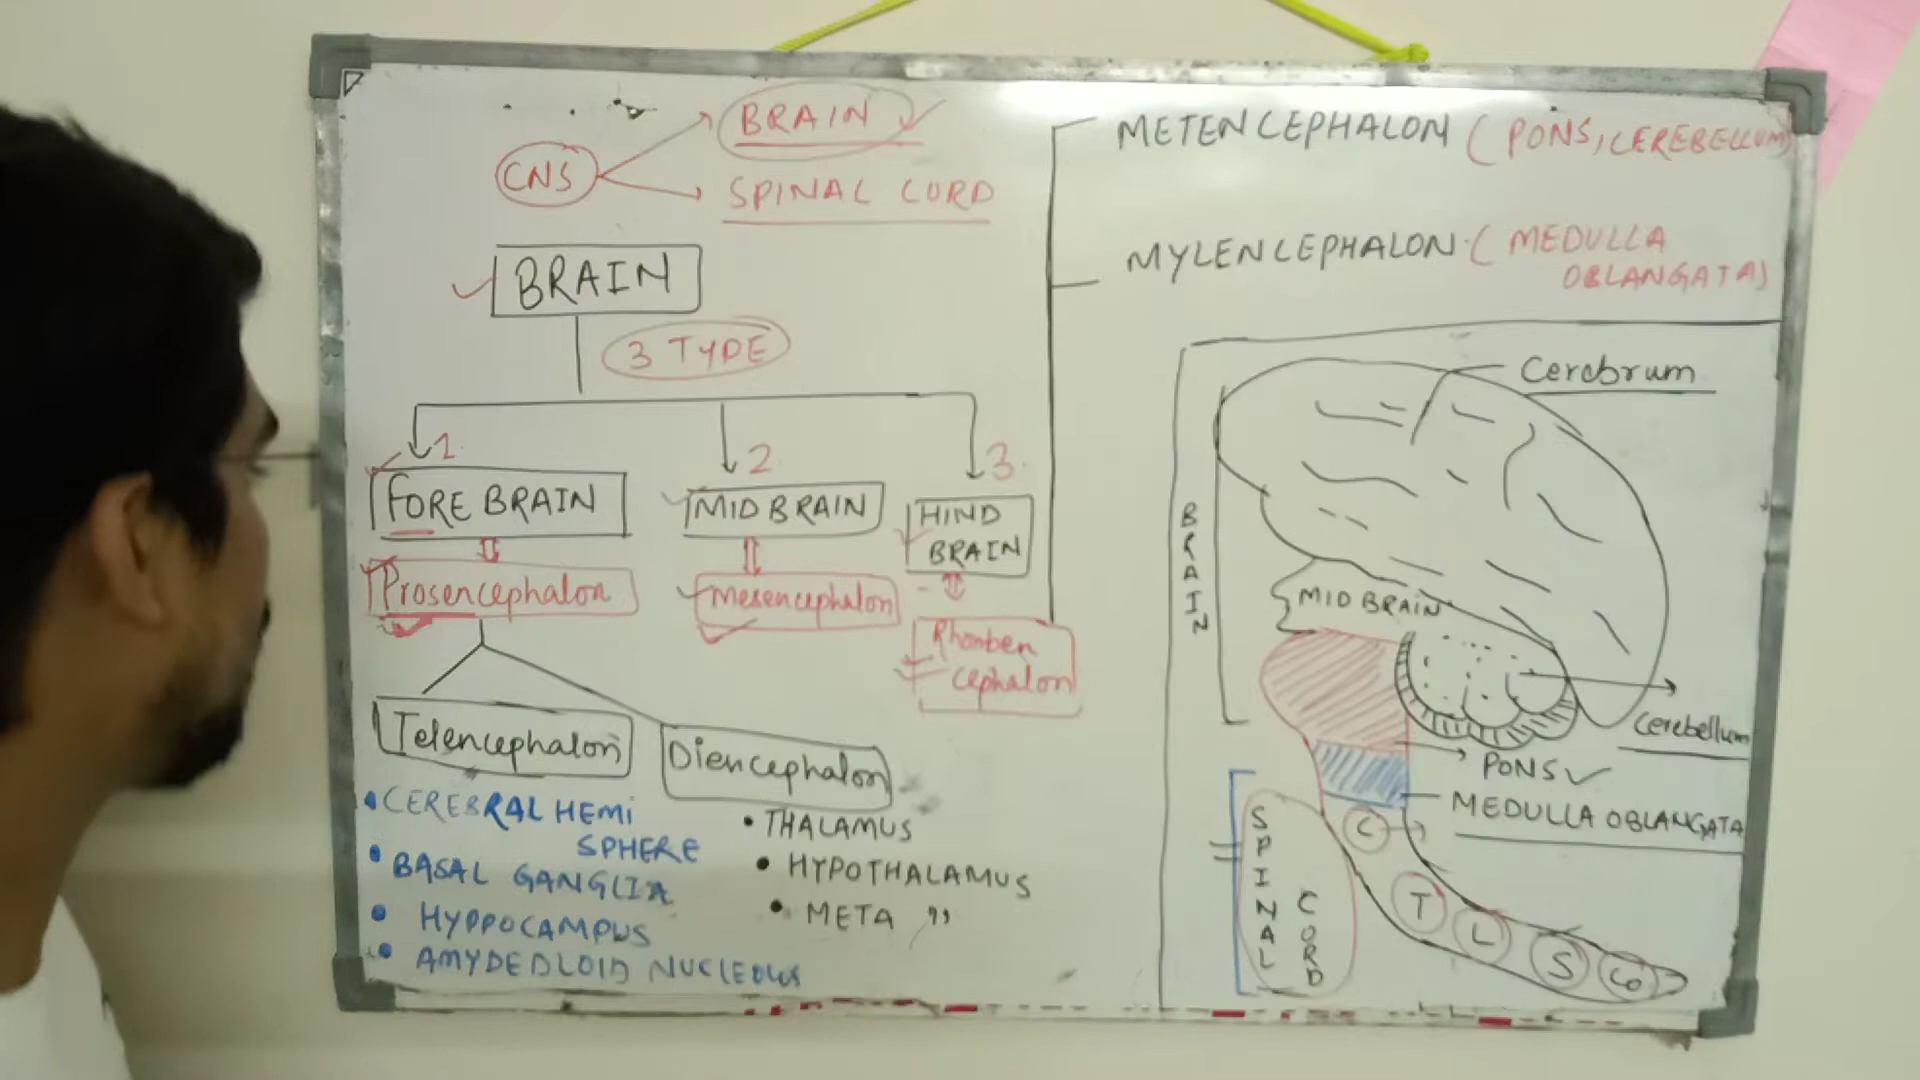 CNS
BRAIN
SPINAL CORD
BRAIN
3 TYPE
1
2
3
FORE BRAIN
MID BRAIN
HIND
BRAIN
Prosencephalon
Mesencephalon
Rhomben
cephalon
Telencephalon
Diencephalon
• CEREBRAL HEMI
SPHERE
• BASAL GANGLIA
• HYPPOCAMPUS
• AMYDEDLOID NUCLEOUS
• THALAMUS
• HYPOTHALAMUS
• META "
METENCEPHALON (PONS, CEREBELLUM)
MYLENCEPHALON (MEDULLA
OBLANGATA)
Cerebrum
BRAIN
MID BRAIN
Cerebellum
PONS
MEDULLA OBLANGATA
SPINAL
CORD
C
T
L
S
Co